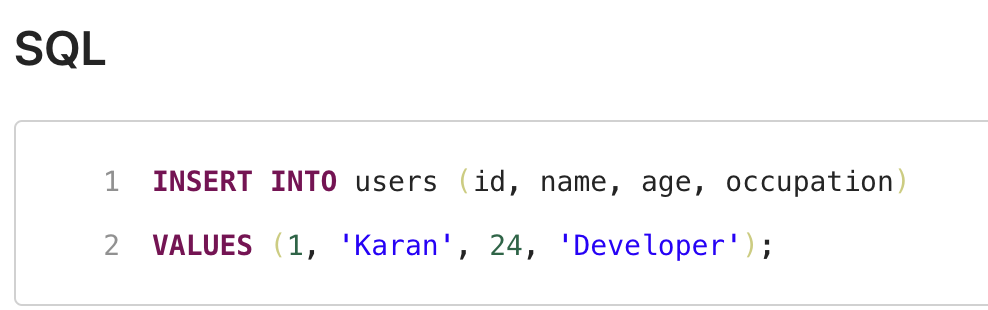 SQL
1 INSERT INTO users (id, name, age, occupation)
2 VALUES (1, 'Karan', 24, 'Developer');